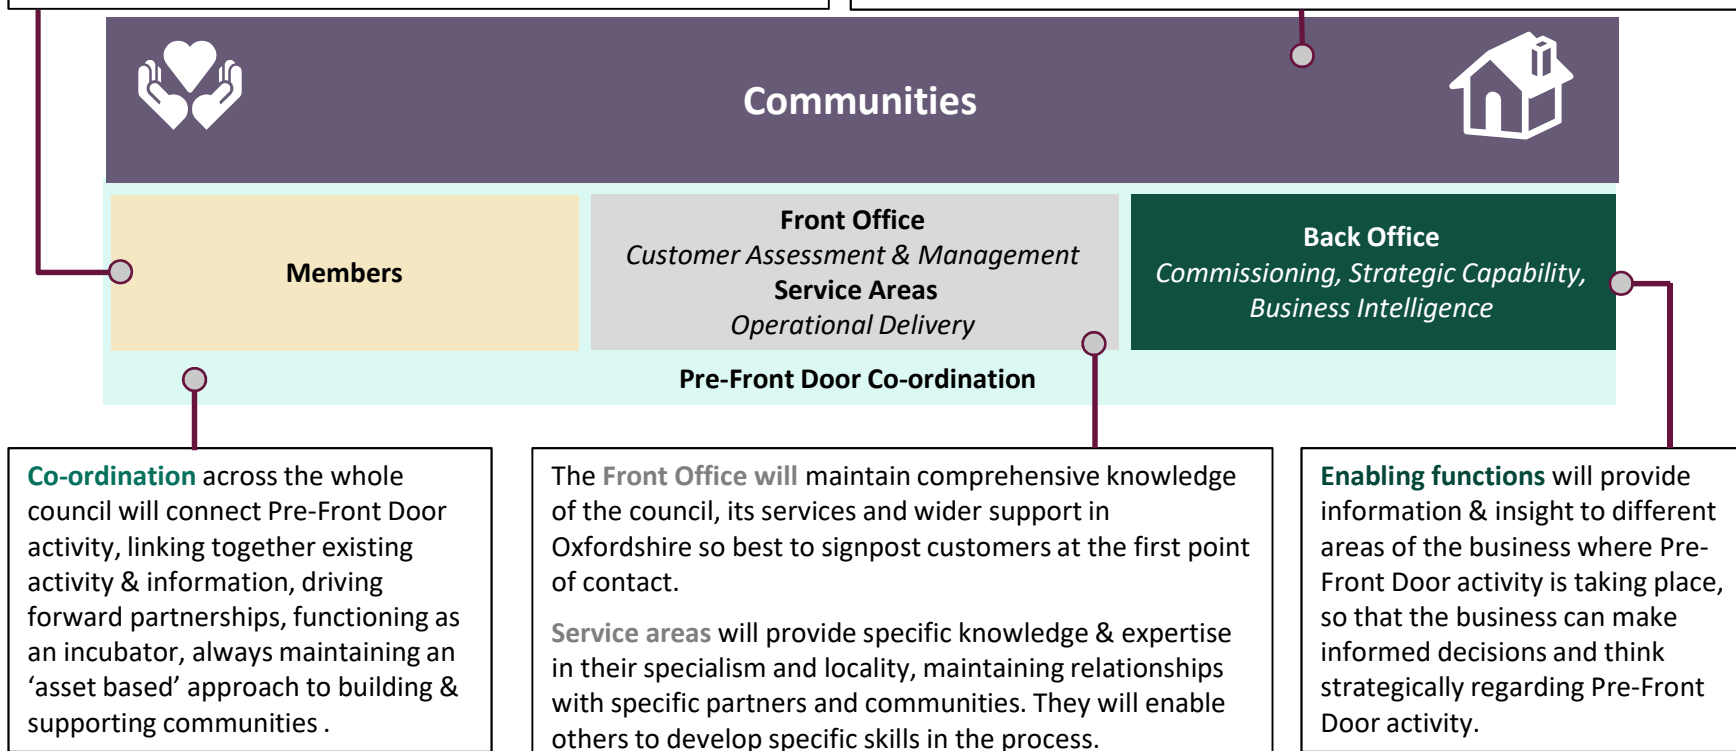 Communities
Members
Front Office
Customer Assessment & Management
Service Areas
Operational Delivery
Back Office
Commissioning, Strategic Capability,
Business Intelligence
Pre-Front Door Co-ordination
Co-ordination across the whole
council will connect Pre-Front Door
activity, linking together existing
activity & information, driving
forward partnerships, functioning as
an incubator, always maintaining an
‘asset based’ approach to building &
supporting communities .
The Front Office will maintain comprehensive knowledge
of the council, its services and wider support in
Oxfordshire so best to signpost customers at the first point
of contact.
Service areas will provide specific knowledge & expertise
in their specialism and locality, maintaining relationships
with specific partners and communities. They will enable
others to develop specific skills in the process.
Enabling functions will provide
information & insight to different
areas of the business where Pre-
Front Door activity is taking place,
so that the business can make
informed decisions and think
strategically regarding Pre-Front
Door activity.